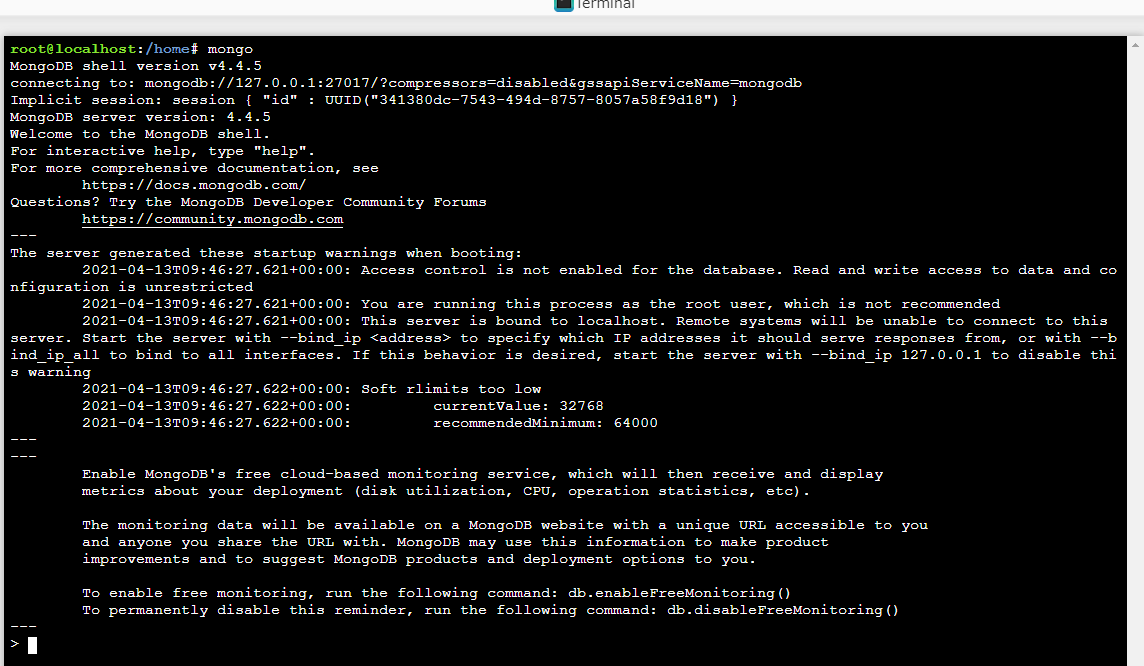 Terminal
root@localhost:/home# mongo
MongoDB shell version v4.4.5
connecting to: mongodb://127.0.0.1:27017/?compressors=disabled&gssapiServiceName=mongodb
Implicit session: session { "id" : UUID("341380dc-7543-494d-8757-8057a58f9d18") }
MongoDB server version: 4.4.5
Welcome to the MongoDB shell.
For interactive help, type "help".
For more comprehensive documentation, see
        https://docs.mongodb.com/
Questions? Try the MongoDB Developer Community Forums
        https://community.mongodb.com
---
The server generated these startup warnings when booting:
        2021-04-13T09:46:27.621+00:00: Access control is not enabled for the database. Read and write access to data and co
nfiguration is unrestricted
        2021-04-13T09:46:27.621+00:00: You are running this process as the root user, which is not recommended
        2021-04-13T09:46:27.621+00:00: This server is bound to localhost. Remote systems will be unable to connect to this
server. Start the server with --bind_ip <address> to specify which IP addresses it should serve responses from, or with --b
ind_ip_all to bind to all interfaces. If this behavior is desired, start the server with --bind_ip 127.0.0.1 to disable thi
s warning
        2021-04-13T09:46:27.622+00:00: Soft rlimits too low
        2021-04-13T09:46:27.622+00:00:         currentValue: 32768
        2021-04-13T09:46:27.622+00:00:         recommendedMinimum: 64000
---
---
        Enable MongoDB's free cloud-based monitoring service, which will then receive and display
        metrics about your deployment (disk utilization, CPU, operation statistics, etc).

        The monitoring data will be available on a MongoDB website with a unique URL accessible to you
        and anyone you share the URL with. MongoDB may use this information to make product
        improvements and to suggest MongoDB products and deployment options to you.

        To enable free monitoring, run the following command: db.enableFreeMonitoring()
        To permanently disable this reminder, run the following command: db.disableFreeMonitoring()
---
>